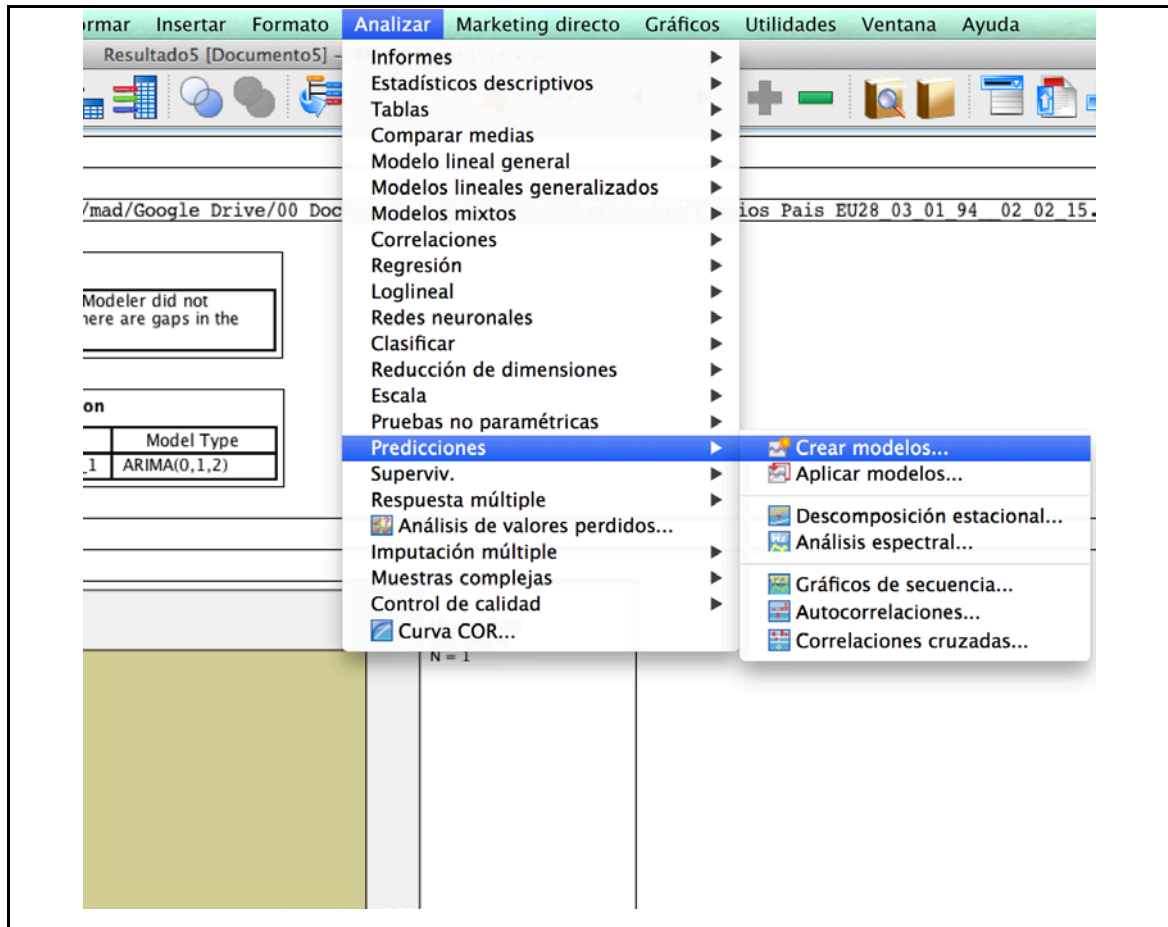 Insertar Formato Analizar Marketing directo Gráficos Utilidades Ventana Ayuda
Resultado5 [Documento5] –
Informes
Estadísticos descriptivos
Tablas
Comparar medias
Modelo lineal general
Modelos lineales generalizados
/mad/Google Drive/00 Doc
Modelos mixtos
ios Pais EU28_03_01_94__02_02_15.
Correlaciones
Regresión
Loglineal
Modeler did not
here are gaps in the
Redes neuronales
Clasificar
Reducción de dimensiones
Escala
on
Pruebas no paramétricas
Model Type
Predicciones
Crear modelos...
_1 ARIMA(0,1,2)
Superviv.
Aplicar modelos...
Respuesta múltiple
Descomposición estacional...
Análisis de valores perdidos...
Análisis espectral...
Imputación múltiple
Muestras complejas
Gráficos de secuencia...
Control de calidad
Autocorrelaciones...
Curva COR...
Correlaciones cruzadas...
N = 1